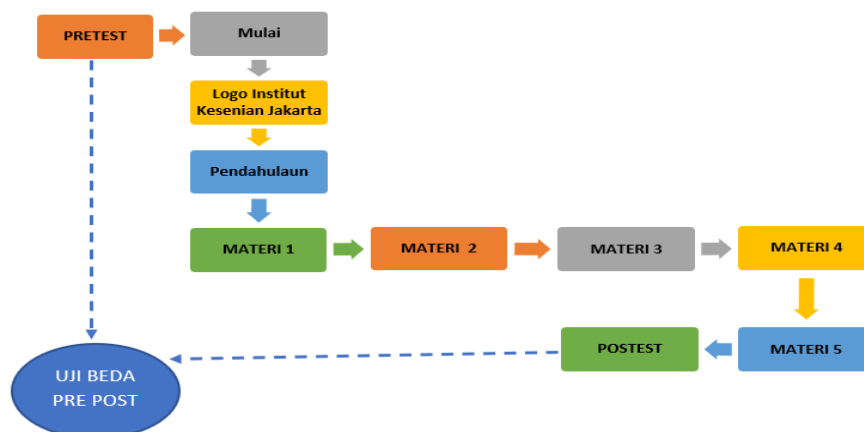 PRETEST
Mulai
Logo Institut
Kesenian Jakarta
Pendahulaun
MATERI 1
MATERI 2
MATERI 3
MATERI 4
MATERI 5
POSTEST
UJI BEDA
PRE POST